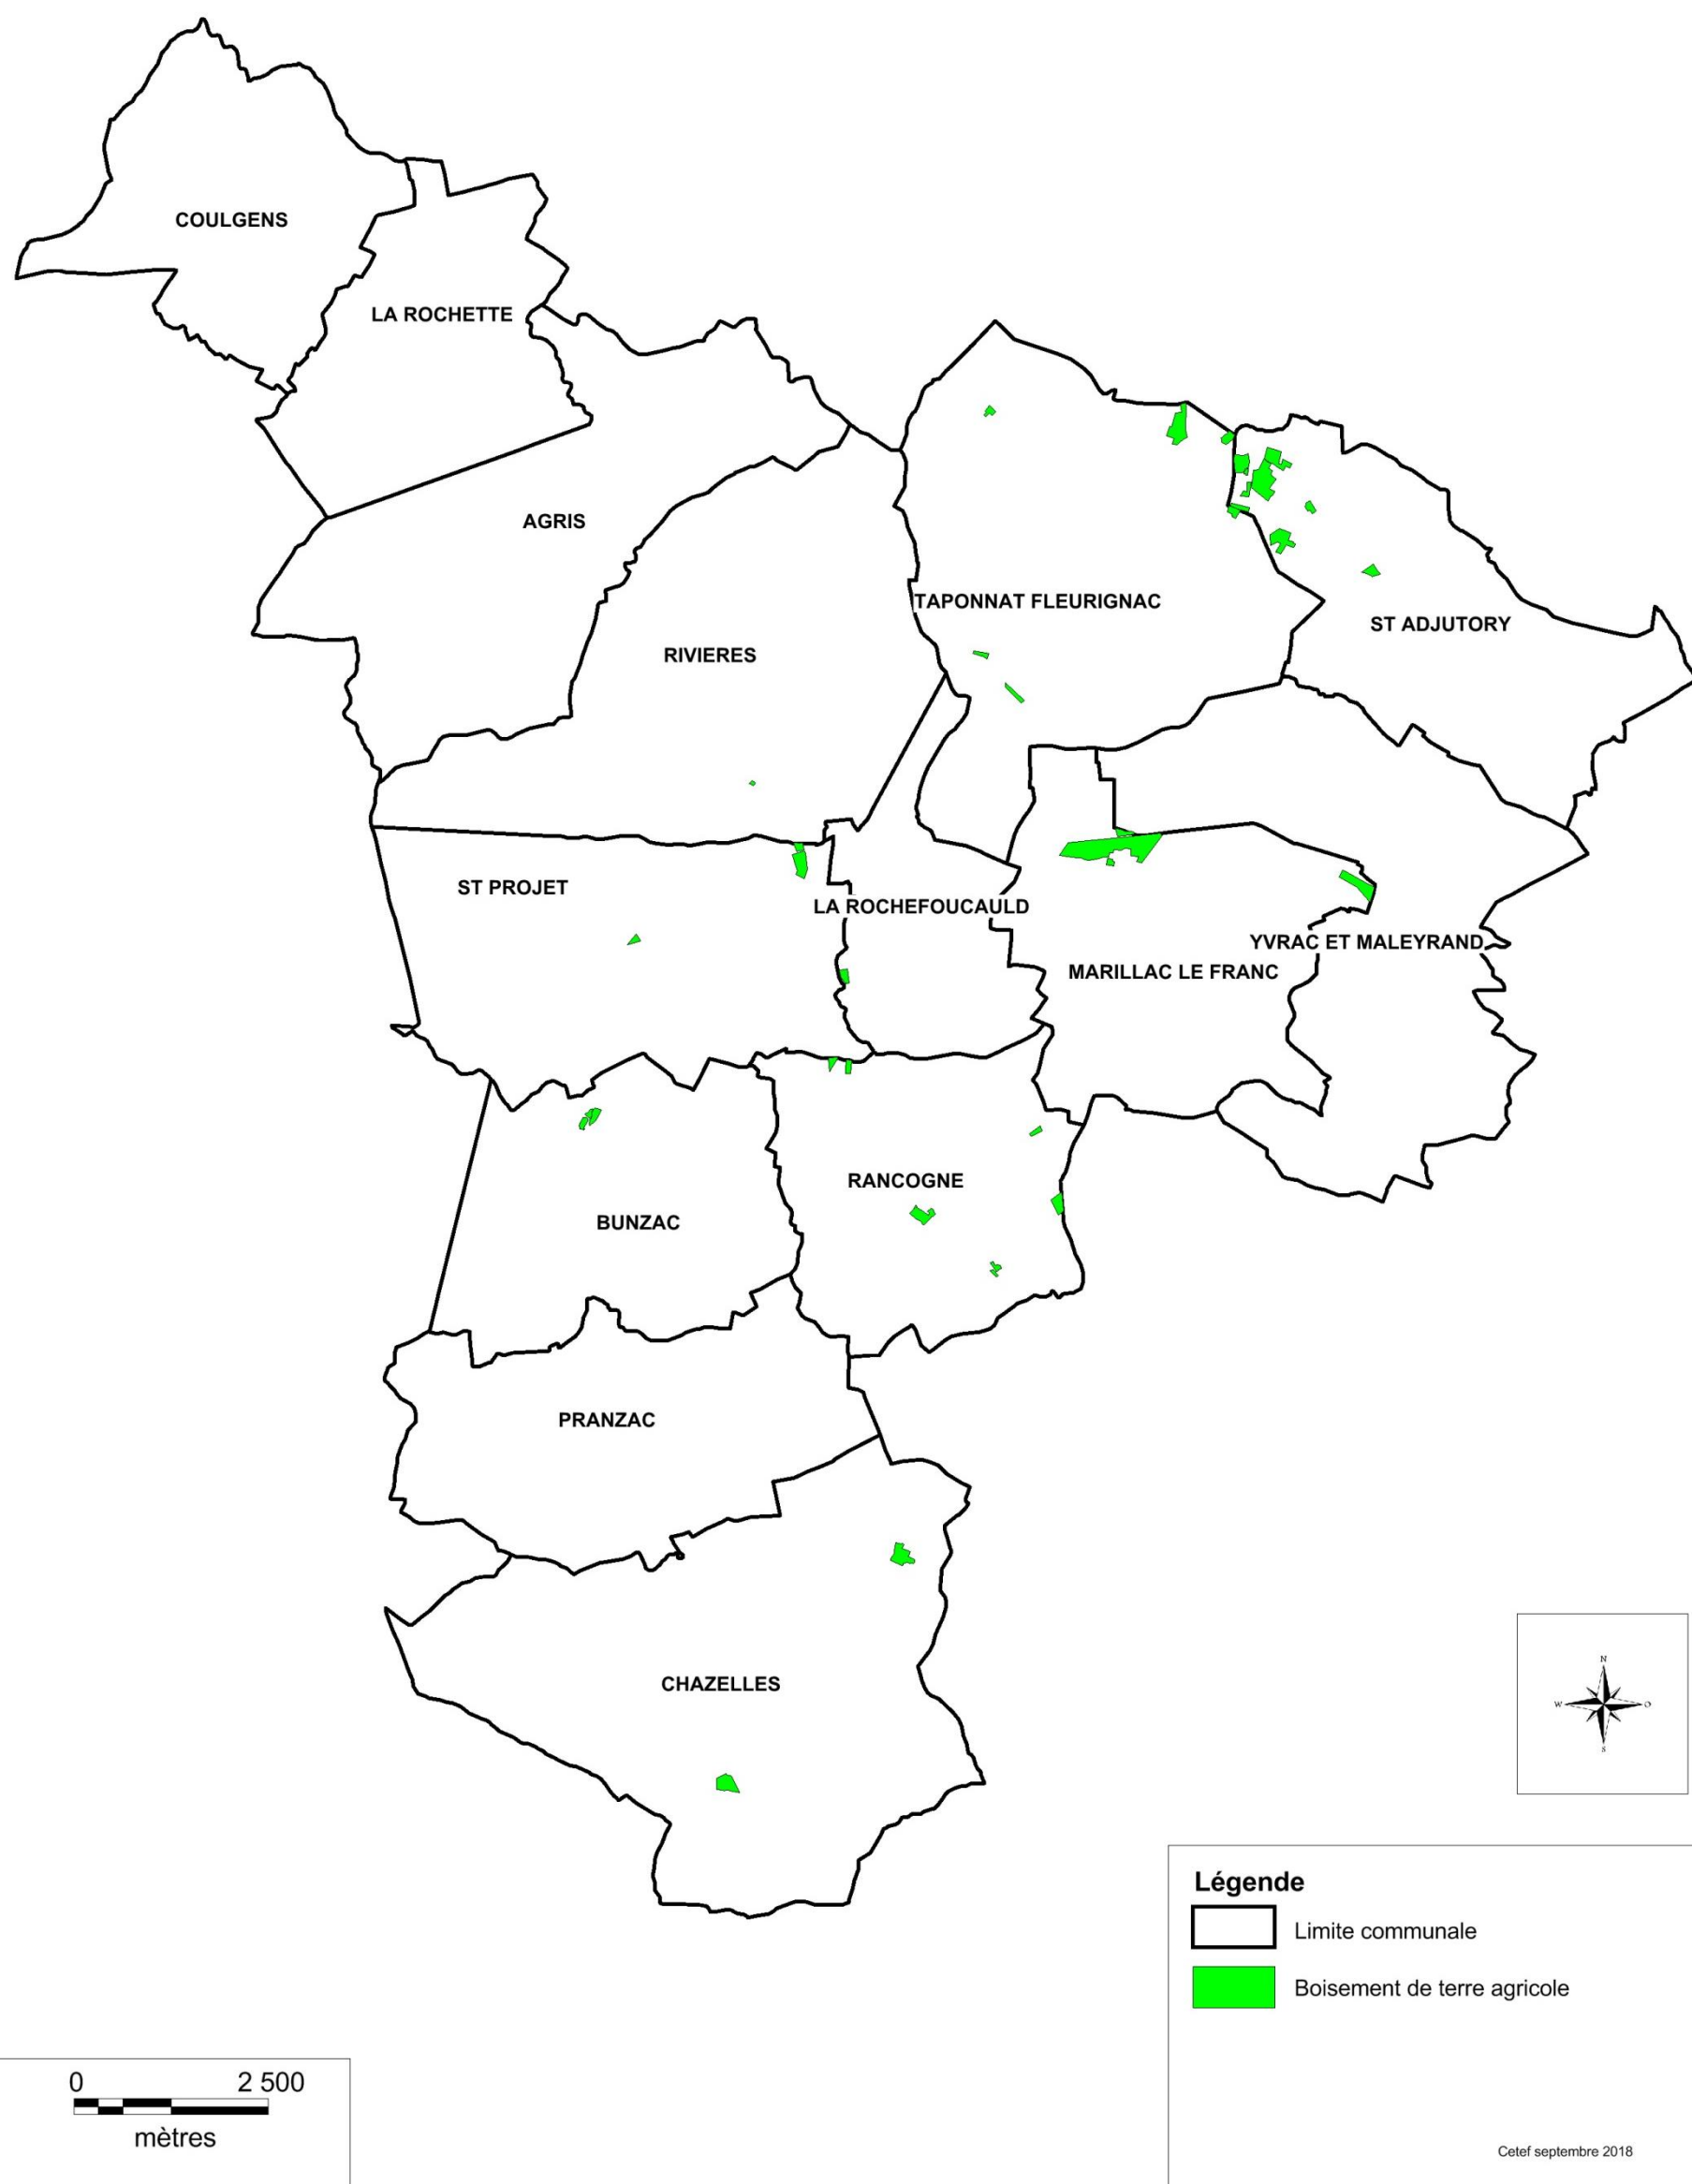 COULGENS
LA ROCHETTE
AGRIS
TAPONNAT FLEURIGNAC
ST ADJUTORY
RIVIERES
ST PROJET
LA ROCHEFOUCAULD
YVRAC ET MALEYRAND
MARILLAC LE FRANC
RANCOGNE
BUNZAC
PRANZAC
CHAZELLES
N
W
O
S
Légende
Limite communale
Boisement de terre agricole
0 2 500
mètres
Cetef septembre 2018